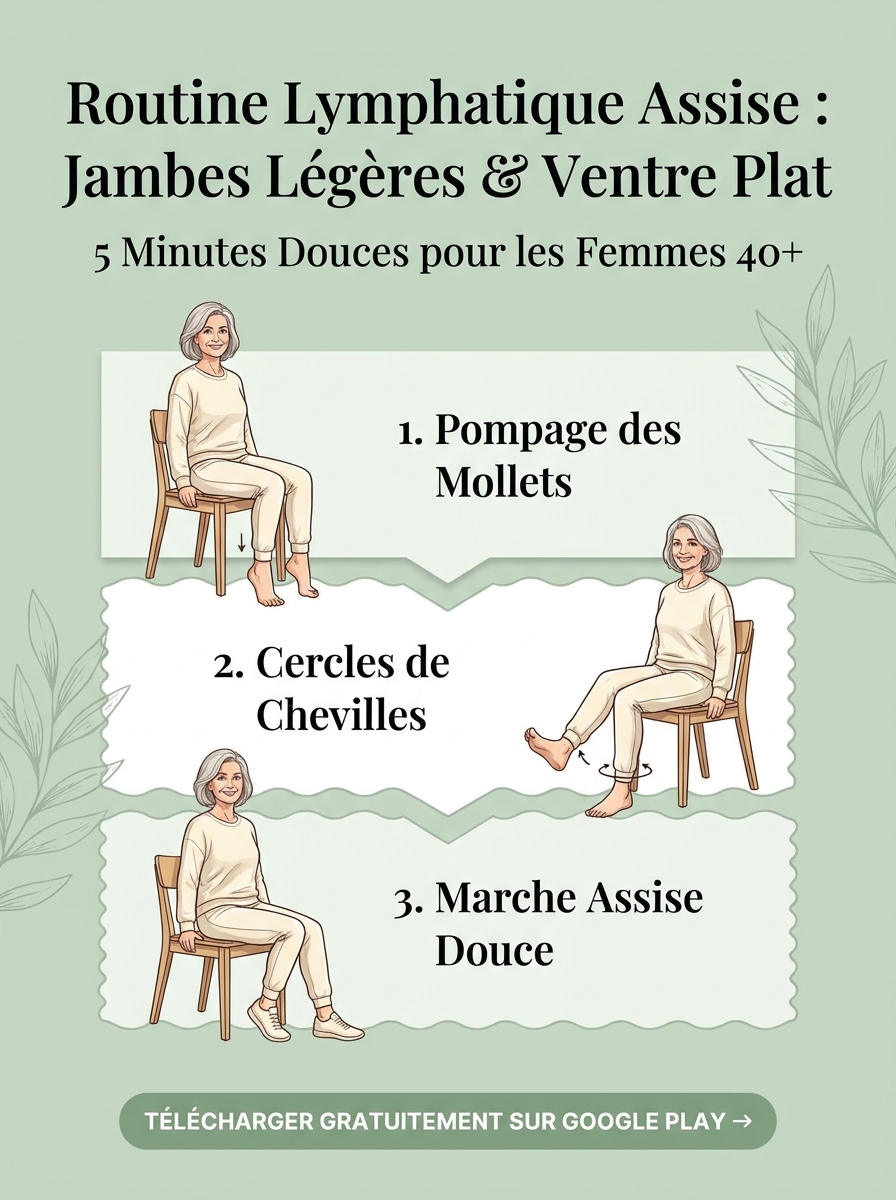 Routine Lymphatique Assise :
Jambes Légères & Ventre Plat
5 Minutes Douces pour les Femmes 40+
1. Pompage des
Mollets
2. Cercles de
Chevilles
3. Marche Assise
Douce
TÉLÉCHARGER GRATUITEMENT SUR GOOGLE PLAY →